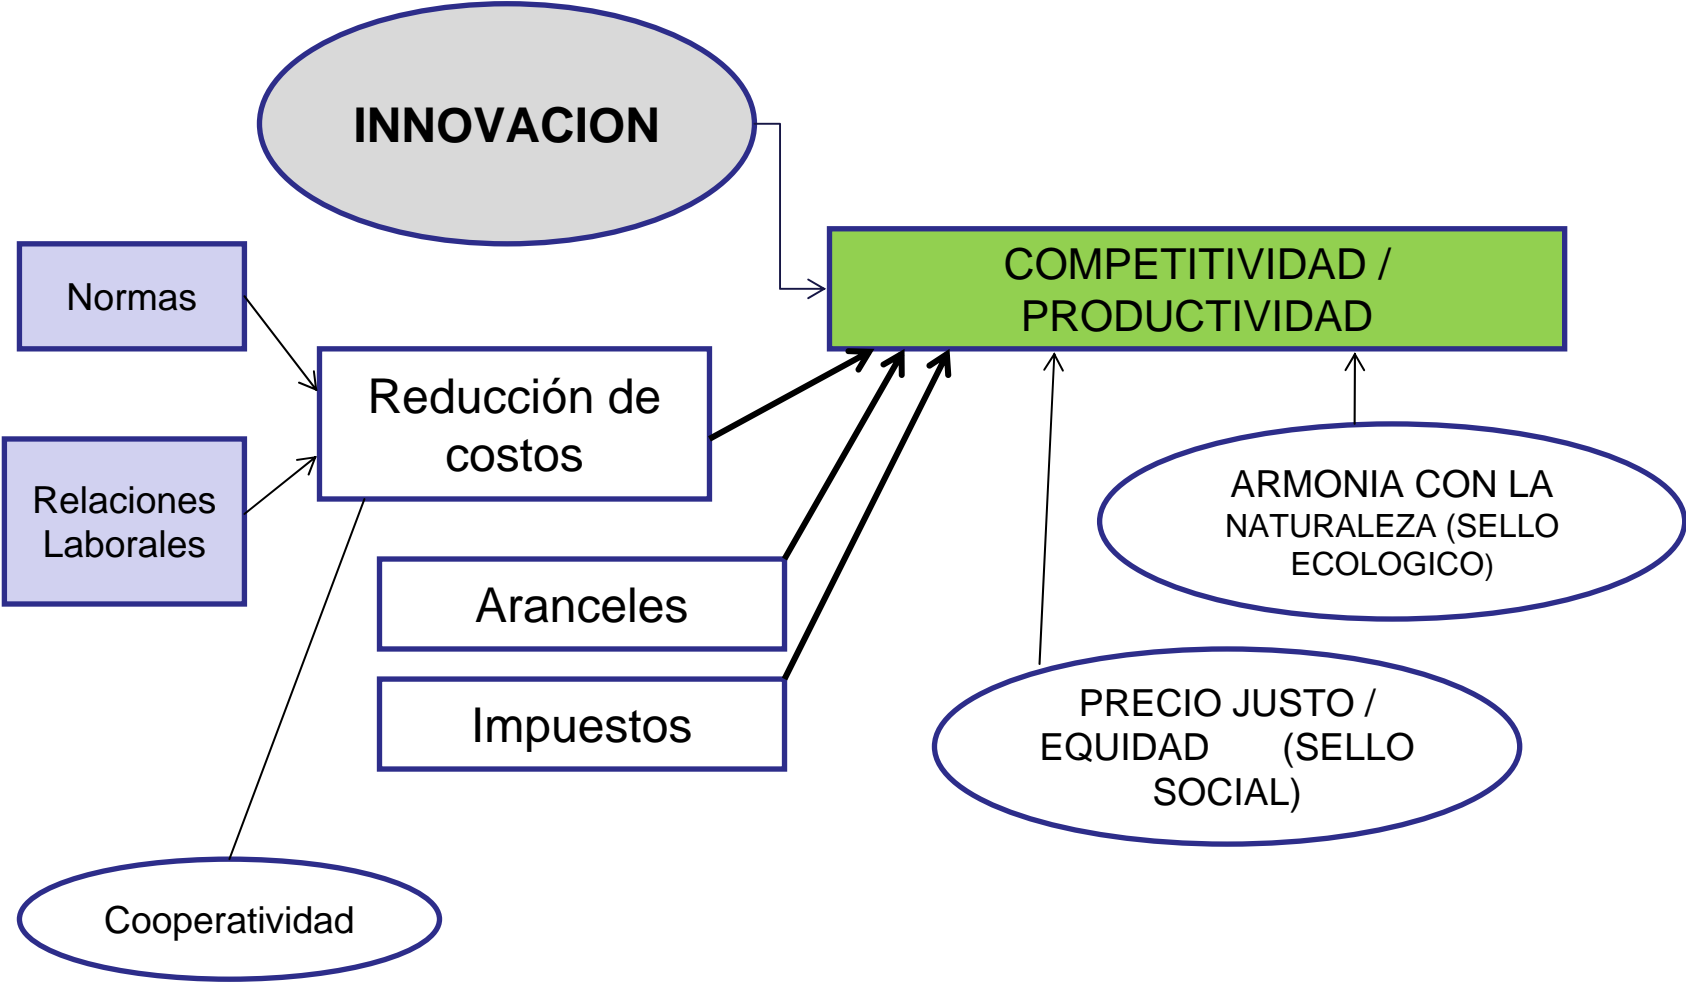 INNOVACION
COMPETITIVIDAD /
PRODUCTIVIDAD
Normas
Reducción de
costos
Relaciones
Laborales
ARMONIA CON LA
NATURALEZA (SELLO
ECOLOGICO)
Aranceles
Impuestos
PRECIO JUSTO /
EQUIDAD (SELLO
SOCIAL)
Cooperatividad